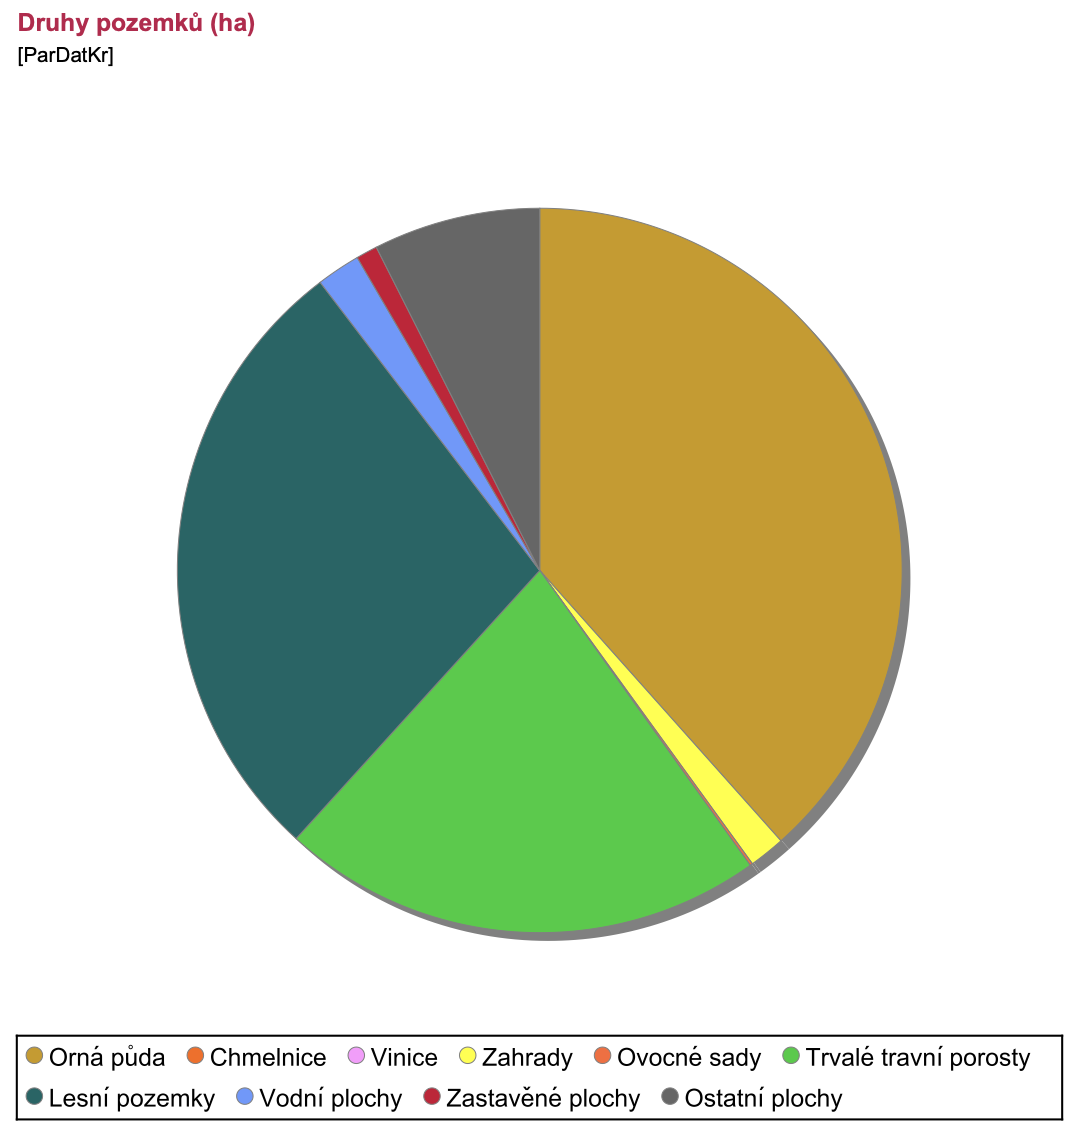 Druhy pozemků (ha)
[ParDatKr]
Orná půda Chmelnice Vinice Zahrady Ovocné sady Trvalé travní porosty
Lesní pozemky Vodní plochy Zastavěné plochy Ostatní plochy